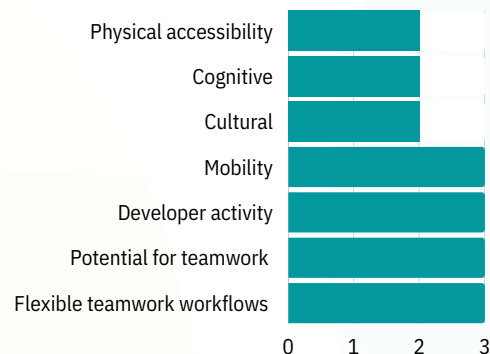 Physical accessibility
Cognitive
Cultural
Mobility
Developer activity
Potential for teamwork
Flexible teamwork workflows
0 1 2 3